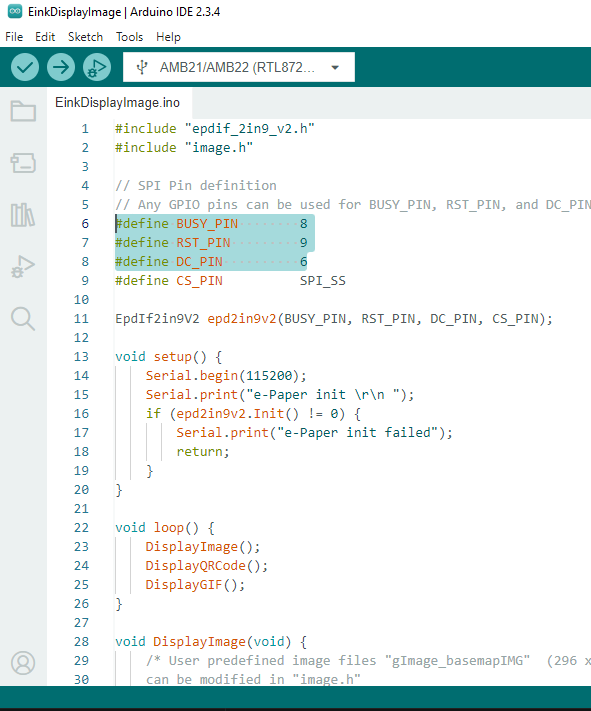 EinkDisplayImage | Arduino IDE 2.3.4
File Edit Sketch Tools Help
AMB21/AMB22 (RTL872...
EinkDisplayImage.ino
1 #include "epdif_2in9_v2.h"
2 #include "image.h"
3
4 // SPI Pin definition
5 // Any GPIO pins can be used for BUSY_PIN, RST_PIN, and DC_PIN
6 #define BUSY_PIN 8
7 #define RST_PIN 9
8 #define DC_PIN 6
9 #define CS_PIN SPI_SS
10
11 EpdIf2in9V2 epd2in9v2(BUSY_PIN, RST_PIN, DC_PIN, CS_PIN);
12
13 void setup() {
14 Serial.begin(115200);
15 Serial.print("e-Paper init \r\n ");
16 if (epd2in9v2.Init() != 0) {
17 Serial.print("e-Paper init failed");
18 return;
19 }
20 }
21
22 void loop() {
23 DisplayImage();
24 DisplayQRCode();
25 DisplayGIF();
26 }
27
28 void DisplayImage(void) {
29 /* User predefined image files "gImage_basemapIMG" (296 x
30 can be modified in "image.h"